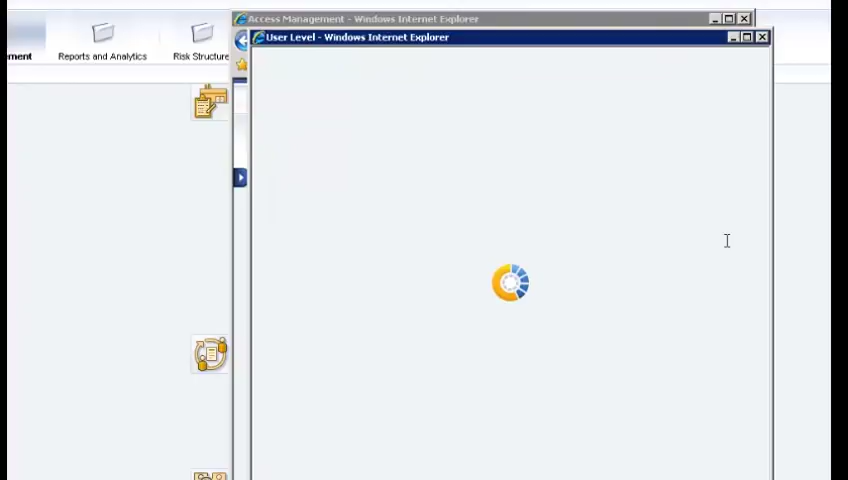 Access Management - Windows Internet Explorer
User Level - Windows Internet Explorer
ement
Reports and Analytics
Risk Structure